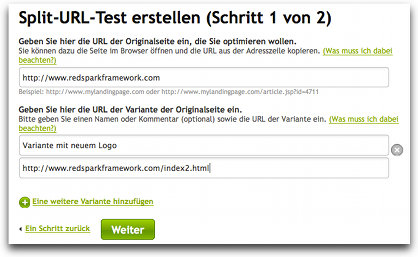 Split-URL-Test erstellen (Schritt 1 von 2)
Geben Sie hier die URL der Originalseite ein, die Sie optimieren wollen.
Sie können dazu die Seite im Browser öffnen und die URL aus der Adresszeile kopieren. (Was muss ich dabei
beachten?)
http://www.redsparkframework.com
Beispiel: http://www.mylandingpage.com oder http://www.mylandingpage.com/article.jsp?id=4711
Geben Sie hier die URL der Variante der Originalseite ein.
Bitte geben Sie einen Namen oder Kommentar (optional) sowie die URL der Variante ein. (Was muss ich dabei
beachten?)
Variante mit neuem Logo
http://www.redsparkframework.com/index2.html
Eine weitere Variante hinzufügen
Ein Schritt zurück
Weiter